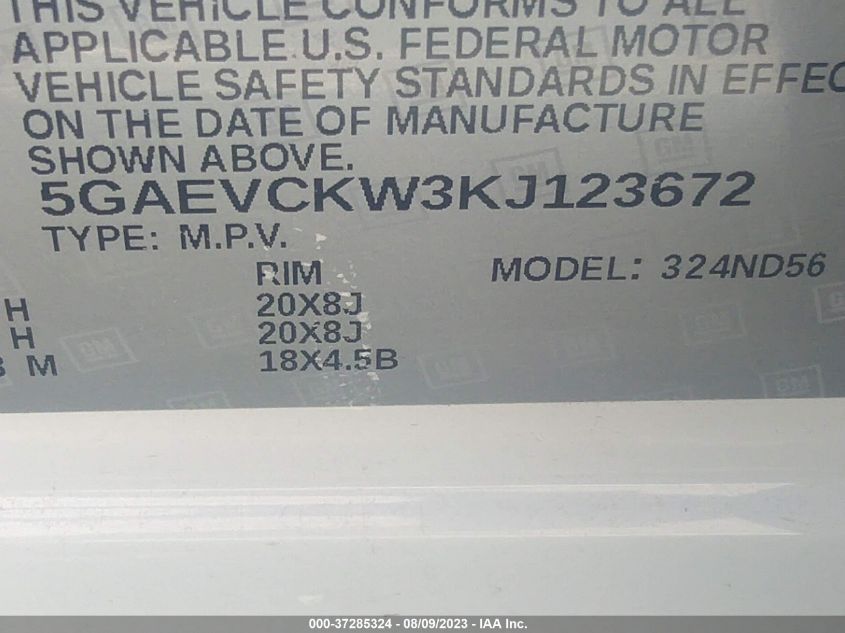 THIS VEHICLE CONFORMS TO ALL
APPLICABLE U.S. FEDERAL MOTOR
VEHICLE SAFETY STANDARDS IN EFFEC
ON THE DATE OF MANUFACTURE
SHOWN ABOVE.
5GAEVCKW3KJ123672
TYPE: M.P.V.
RIM MODEL: 324ND56
H 20X8J
H 20X8J
M 18X4.5B
GM
000-37285324 - 08/09/2023 - IAA Inc.